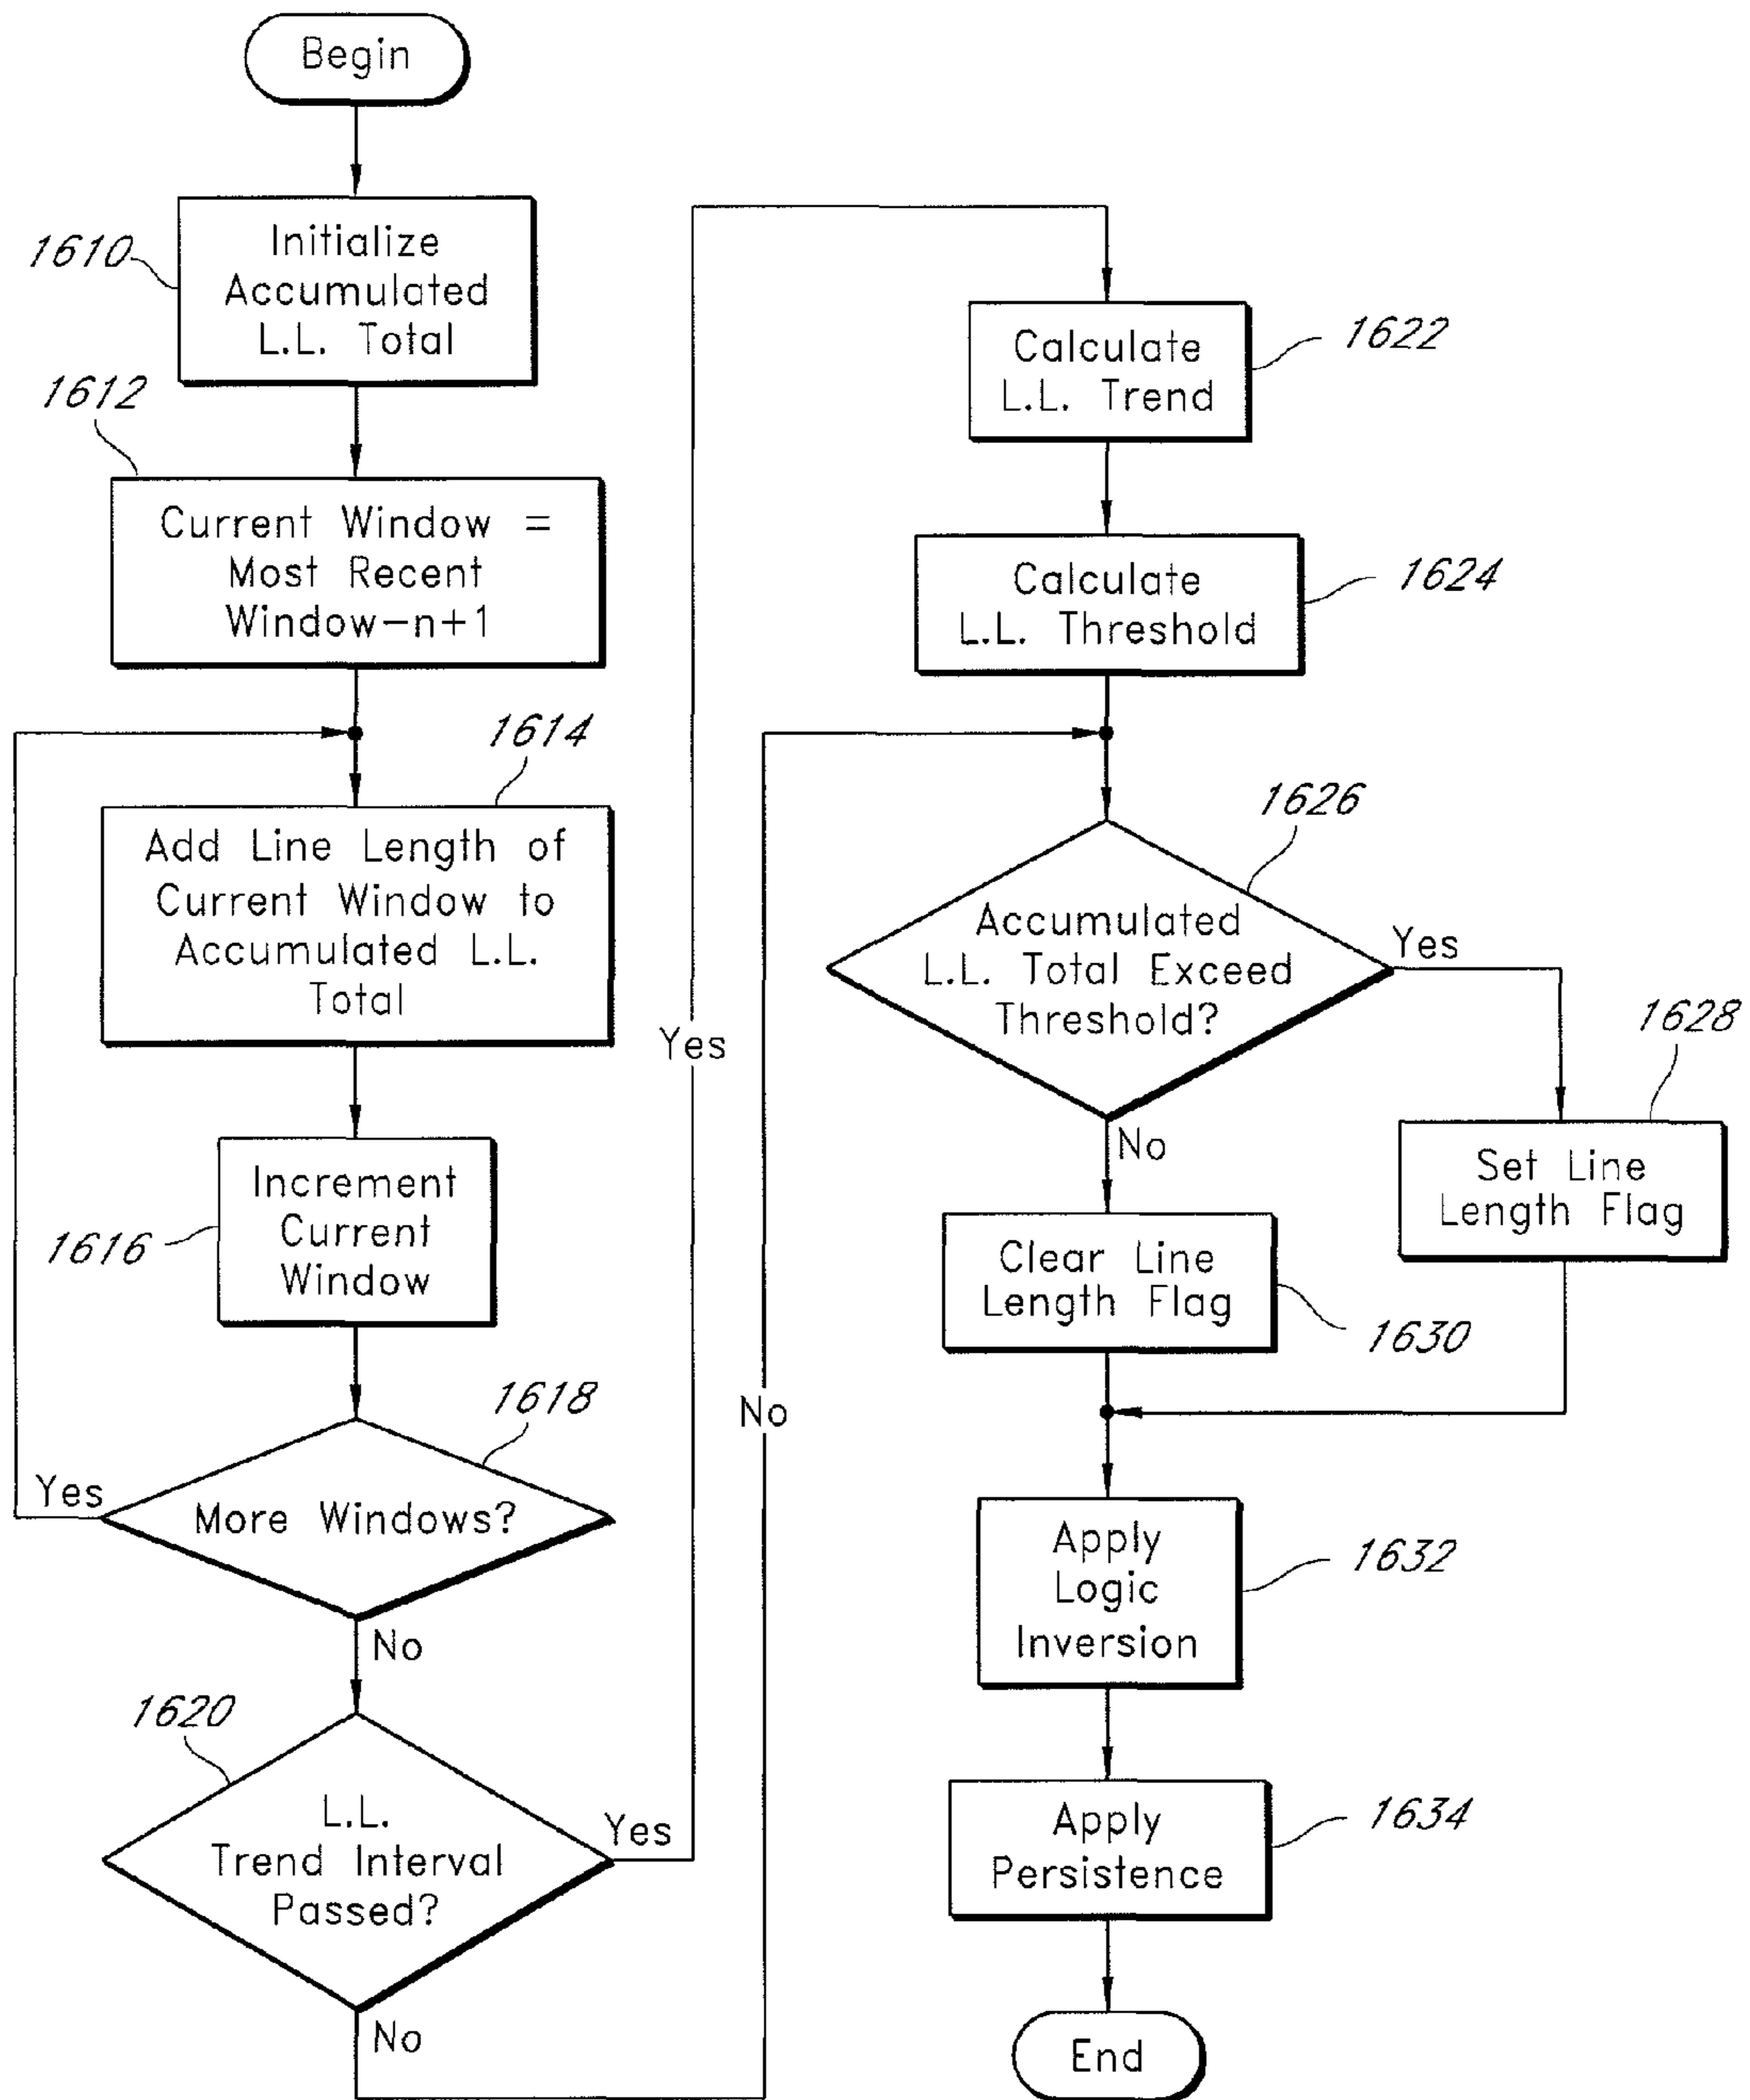 Begin
1610
Initialize
Accumulated
L.L. Total
1612
Current Window =
Most Recent
Window-n+1
1614
Add Line Length of
Current Window to
Accumulated L.L.
Total
1616
Increment
Current
Window
1618
More Windows?
Yes
No
1620
L.L.
Trend Interval
Passed?
Yes
No
Yes
No
Calculate
L.L. Trend
1622
Calculate
L.L. Threshold
1624
1626
Accumulated
L.L. Total Exceed
Threshold?
Yes
No
1628
Set Line
Length Flag
Clear Line
Length Flag
1630
Apply
Logic
Inversion
1632
Apply
Persistence
1634
End